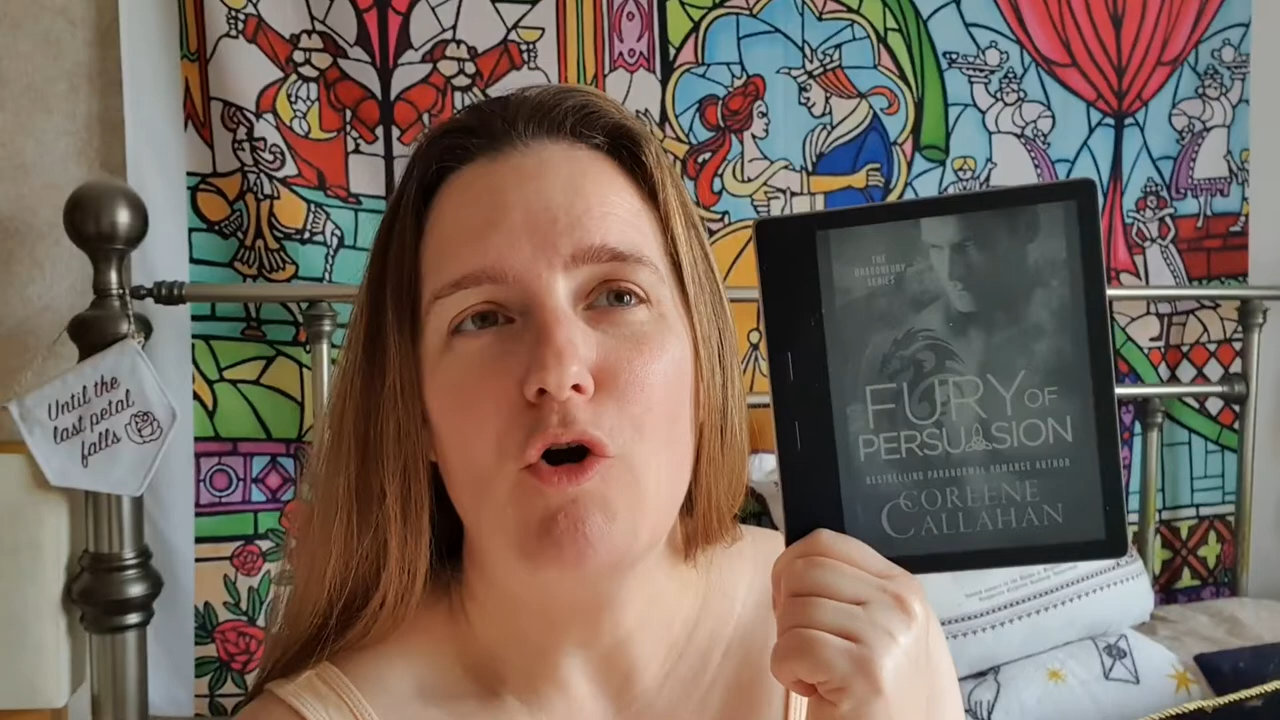 Until the
last petal
falls
THE
DRAGONFURY
SERIES
FURY OF
PERSUASION
BESTSELLING PARANORMAL ROMANCE AUTHOR
COREENE
CALLAHAN